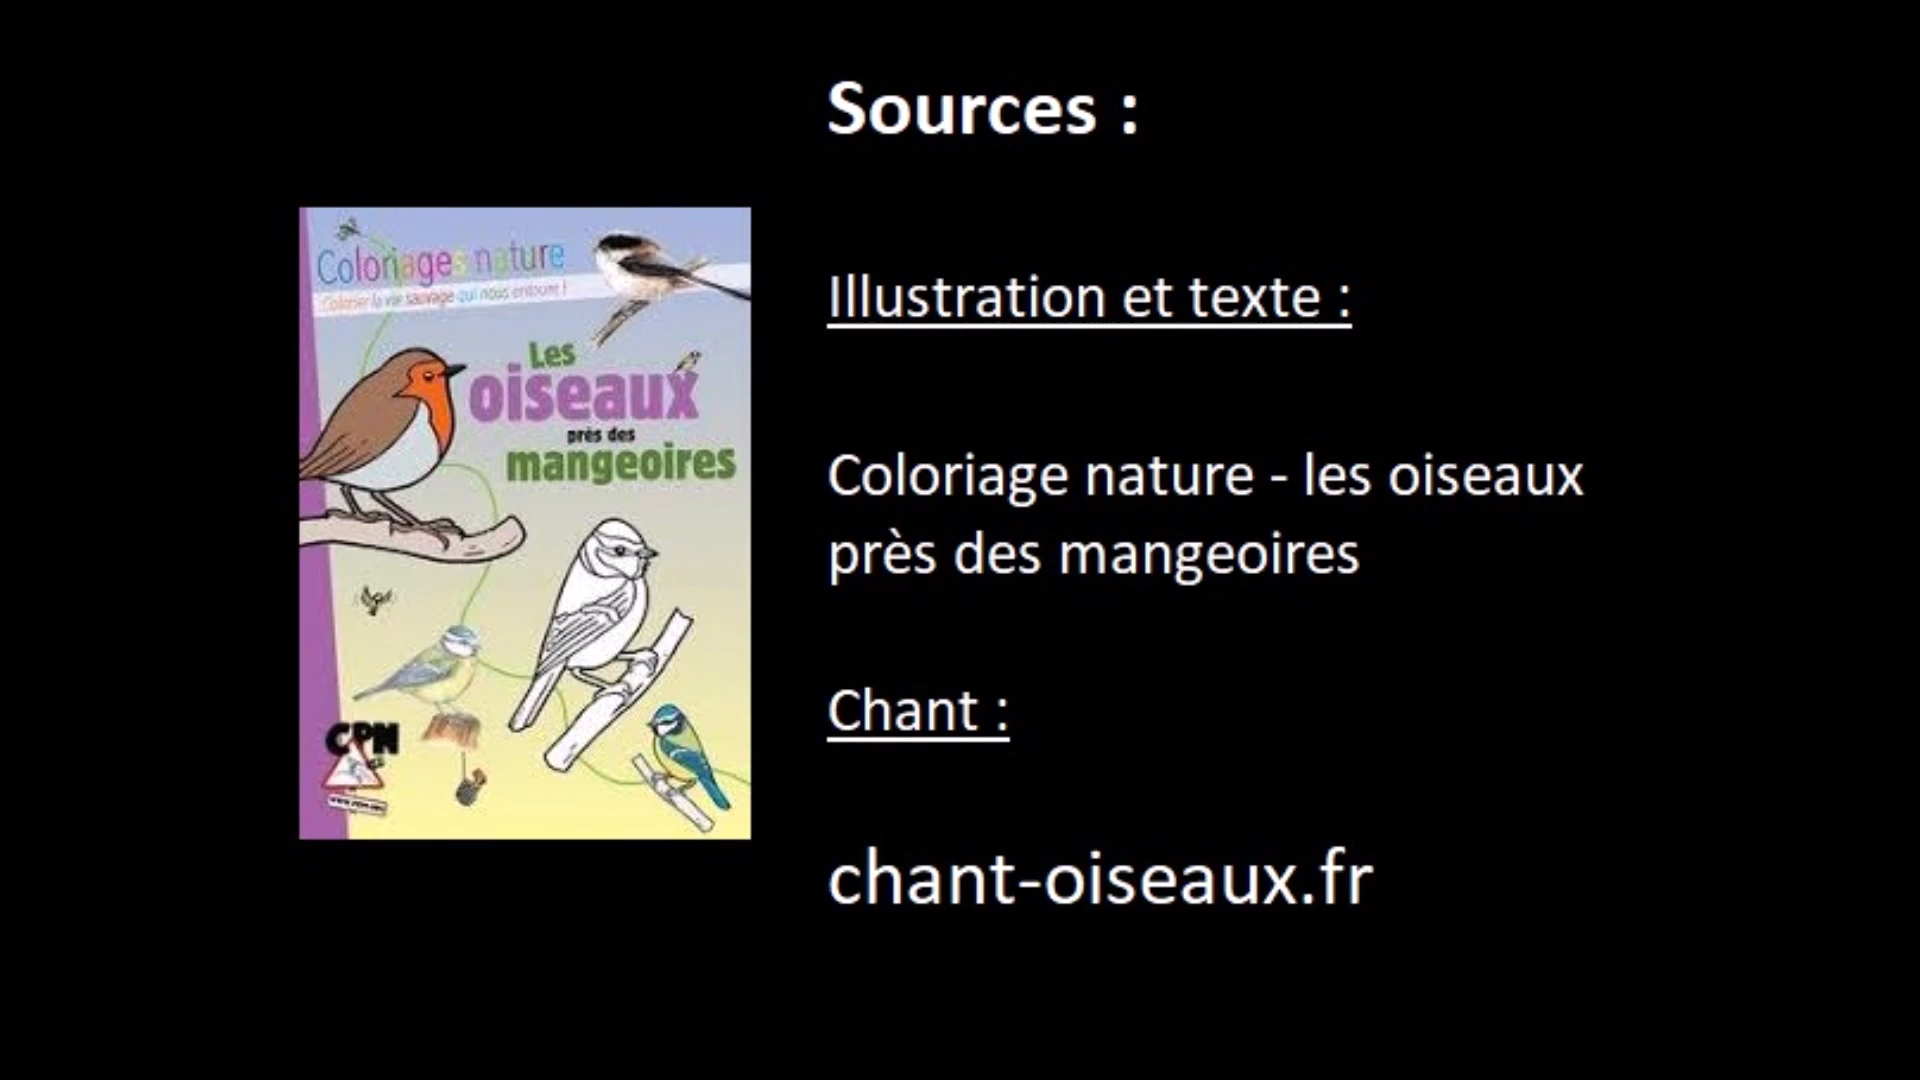 Sources :
Coloriages nature
Colorier la vie sauvage qui nous entoure !
Les
oiseaux
près des
mangeoires
CPN
Illustration et texte :
Coloriage nature - les oiseaux
près des mangeoires
Chant :
chant-oiseaux.fr